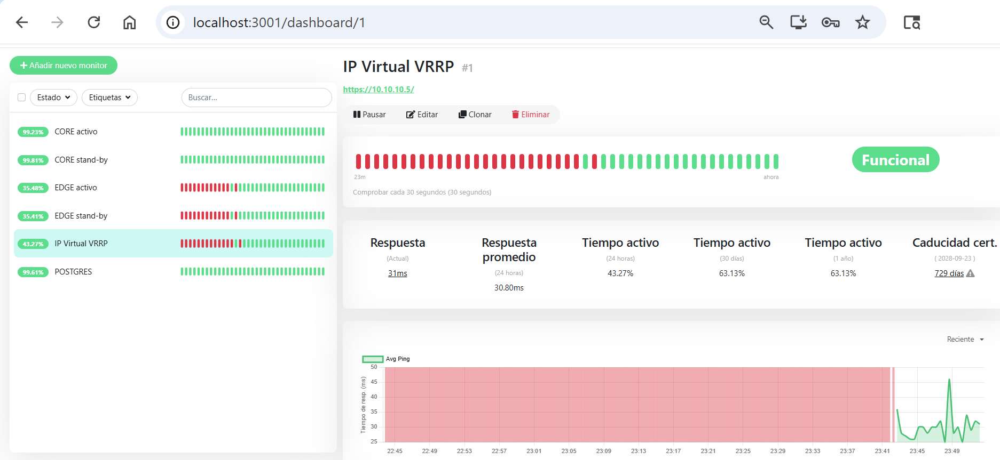 localhost:3001/dashboard/1
Añadir nuevo monitor
Estado
Etiquetas
Buscar...
99.23% CORE activo
99.81% CORE stand-by
35.48% EDGE activo
35.41% EDGE stand-by
43.27% IP Virtual VRRP
99.61% POSTGRES
IP Virtual VRRP #1
https://10.10.10.5/
Pausar Editar Clonar Eliminar
Funcional
23m ahora
Comprobar cada 30 segundos (30 segundos)
Respuesta
(Actual)
31ms
Respuesta
promedio
(24 horas)
30.80ms
Tiempo activo
(24 horas)
43.27%
Tiempo activo
(30 días)
63.13%
Tiempo activo
(1 año)
63.13%
Caducidad cert.
( 2028-09-23 )
729 días
Reciente
Avg Ping
Tiempo de resp. (ms)
50
45
40
35
30
25
22:45 22:49 22:53 22:57 23:01 23:05 23:09 23:13 23:17 23:21 23:25 23:29 23:33 23:37 23:41 23:45 23:49